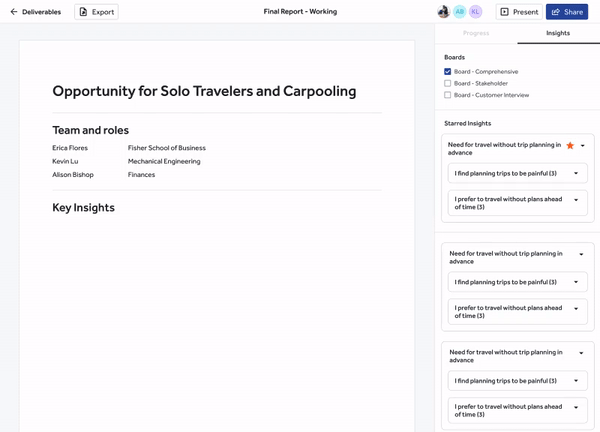 Deliverables
Export
Final Report - Working
AR
KL
Present
Share
Progress
Insights
Opportunity for Solo Travelers and Carpooling
Team and roles
Erica Flores Fisher School of Business
Kevin Lu Mechanical Engineering
Alison Bishop Finances
Key Insights
Boards
Board - Comprehensive
Board - Stakeholder
Board - Customer Interview
Starred Insights
Need for travel without trip planning in
advance
I find planning trips to be painful (3)
I prefer to travel without plans ahead
of time (3)
Need for travel without trip planning in
advance
I find planning trips to be painful (3)
I prefer to travel without plans ahead
of time (3)
Need for travel without trip planning in
advance
I find planning trips to be painful (3)
I prefer to travel without plans ahead
of time (3)